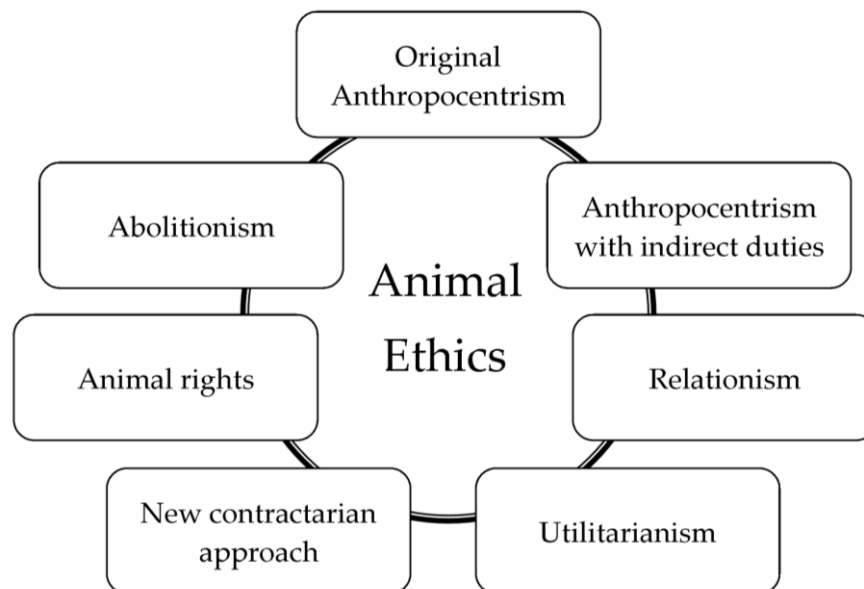 Original
Anthropocentrism
Abolitionism
Anthropocentrism
with indirect duties
Animal
Ethics
Animal rights
Relationism
New contractarian
approach
Utilitarianism